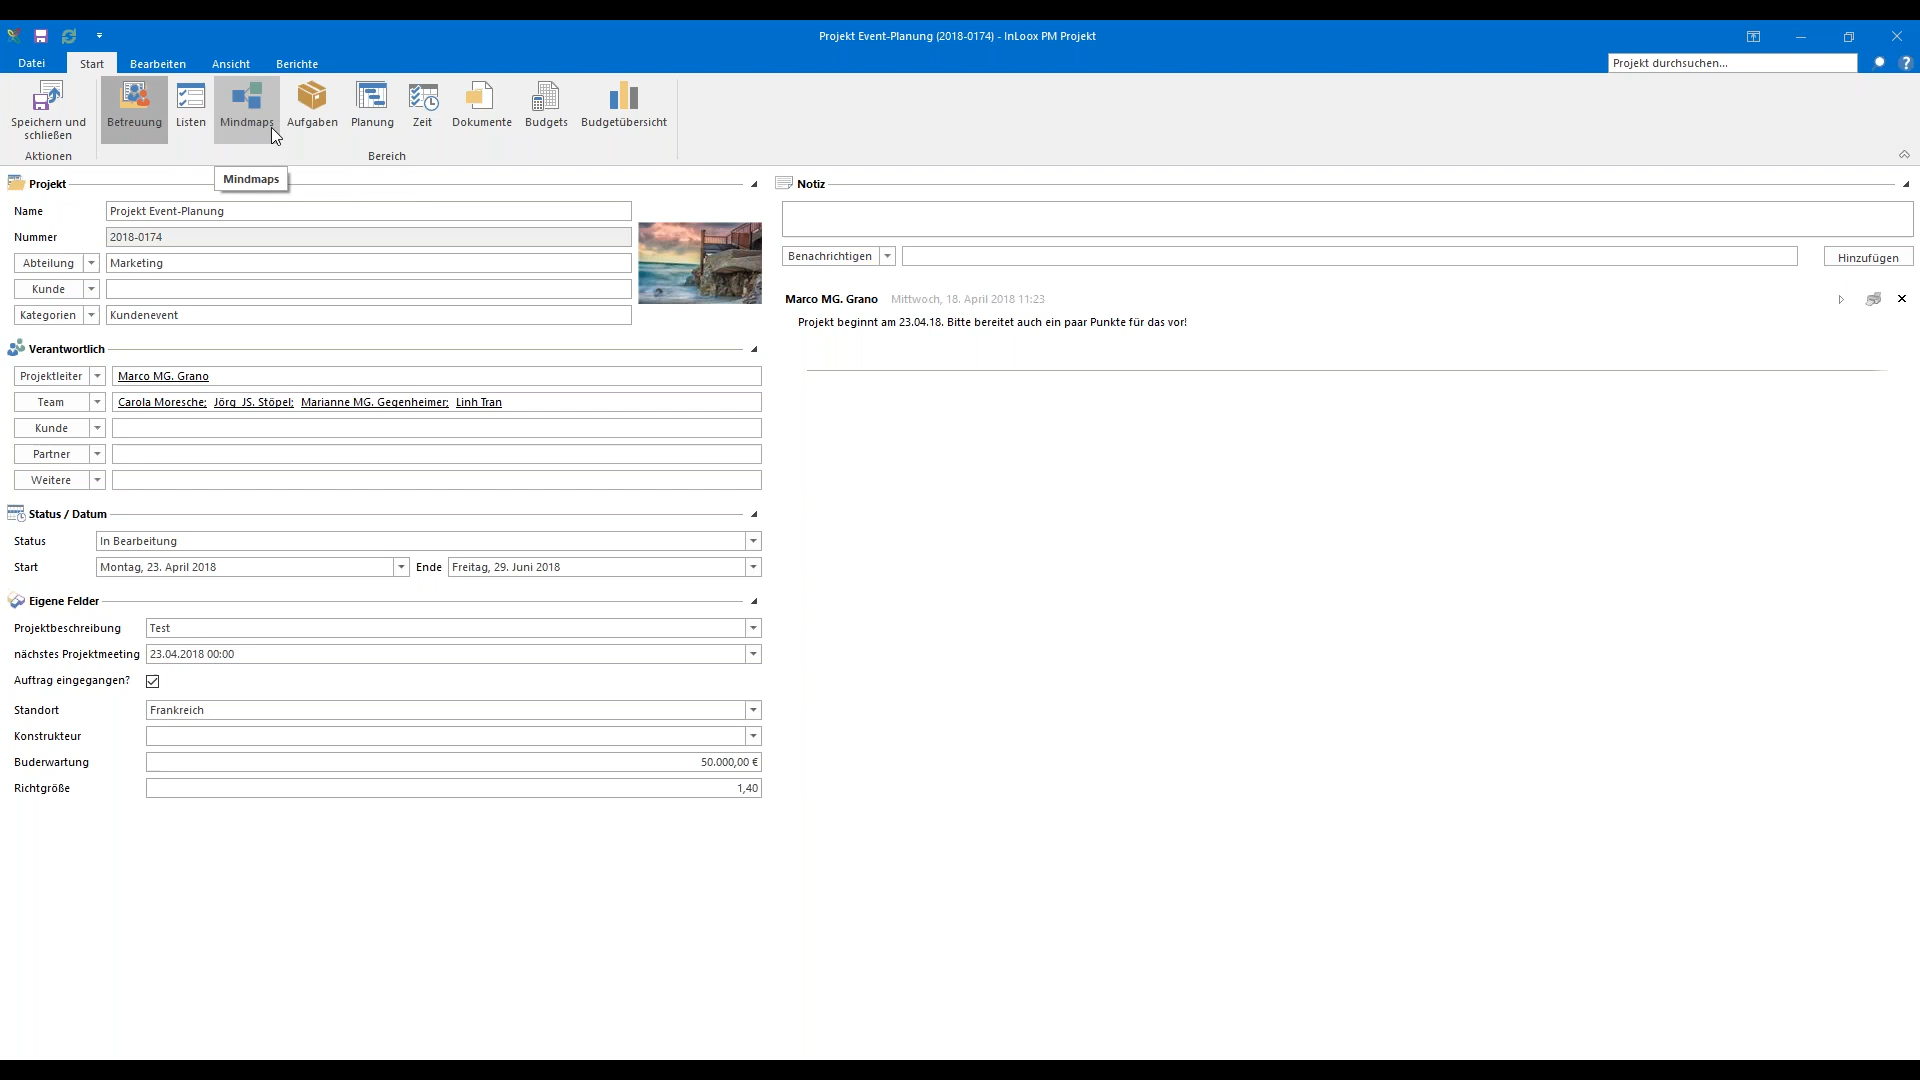 Projekt Event-Planung (2018-0174) - InLoox PM Projekt
Datei Start Bearbeiten Ansicht Berichte
Projekt durchsuchen...
?
Speichern und
schließen
Betreuung Listen Mindmaps Aufgaben Planung Zeit Dokumente Budgets Budgetübersicht
Aktionen Bereich
Mindmaps
Projekt
Name Projekt Event-Planung
Nummer 2018-0174
Abteilung Marketing
Kunde
Kategorien Kundenevent
Verantwortlich
Projektleiter Marco MG. Grano
Team Carola Moresche; Jörg JS. Stöpel; Marianne MG. Gegenheimer; Linh Tran
Kunde
Partner
Weitere
Status / Datum
Status In Bearbeitung
Start Montag, 23. April 2018 Ende Freitag, 29. Juni 2018
Eigene Felder
Projektbeschreibung Test
nächstes Projektmeeting 23.04.2018 00:00
Auftrag eingegangen?
Standort Frankreich
Konstrukteur
Buderwartung 50.000,00 €
Richtgröße 1,40
Notiz
Benachrichtigen Hinzufügen
Marco MG. Grano Mittwoch, 18. April 2018 11:23
Projekt beginnt am 23.04.18. Bitte bereitet auch ein paar Punkte für das vor!